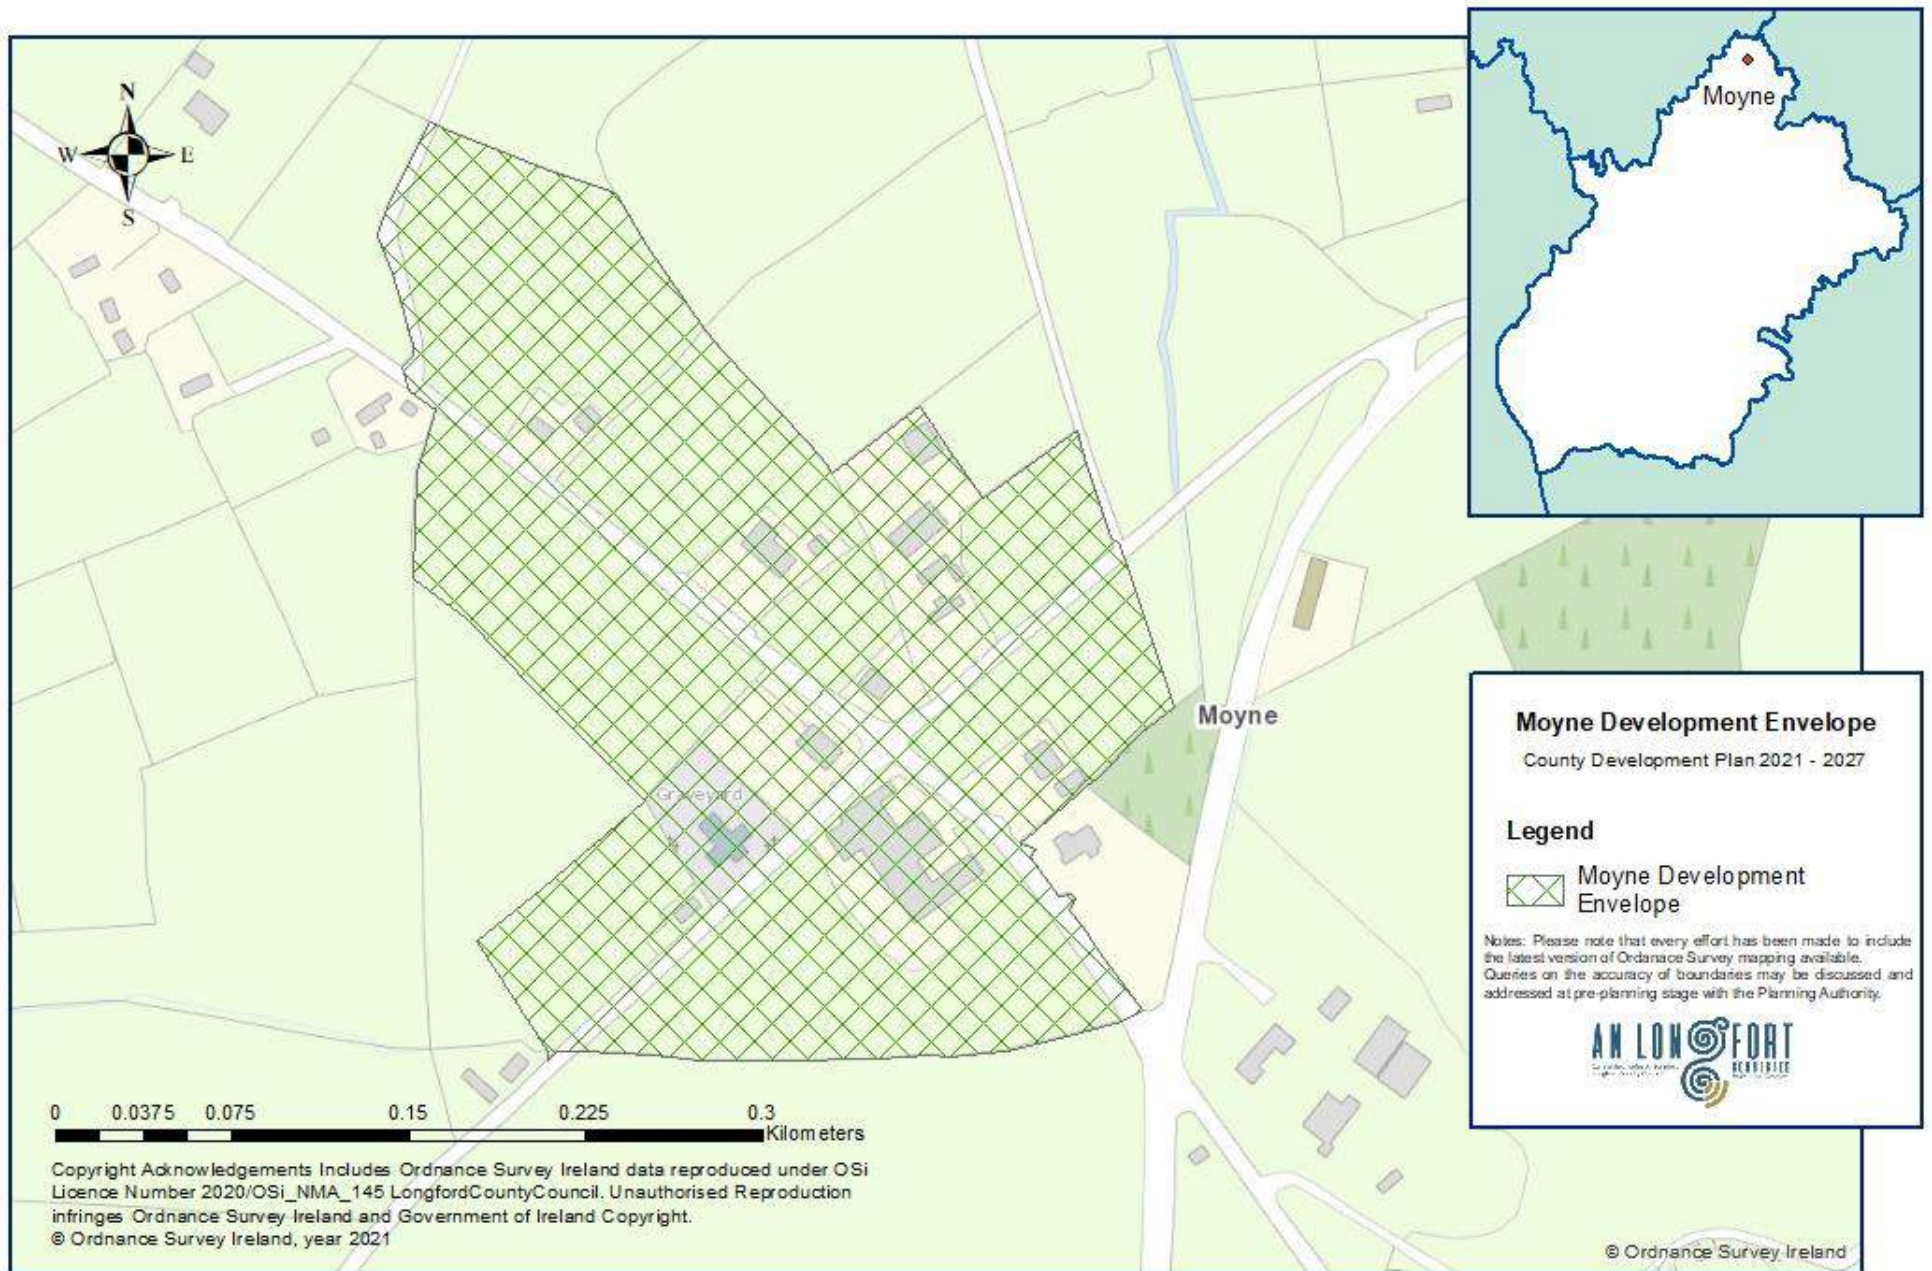 N
W
E
S
Moyne
Moyne
Graveyard
Moyne Development Envelope
County Development Plan 2021 - 2027
Legend
Moyne Development
Envelope
Notes: Please note that every effort has been made to include
the latest version of Ordanace Survey mapping available.
Queries on the accuracy of boundaries may be discussed and
addressed at pre-planning stage with the Planning Authority.
AN LONGFORT
0 0.0375 0.075 0.15 0.225 0.3
Kilometers
Copyright Acknowledgements Includes Ordnance Survey Ireland data reproduced under OSi
Licence Number 2020/OSi_NMA_145 LongfordCountyCouncil. Unauthorised Reproduction
infringes Ordnance Survey Ireland and Government of Ireland Copyright.
© Ordnance Survey Ireland, year 2021
© Ordnance Survey Ireland